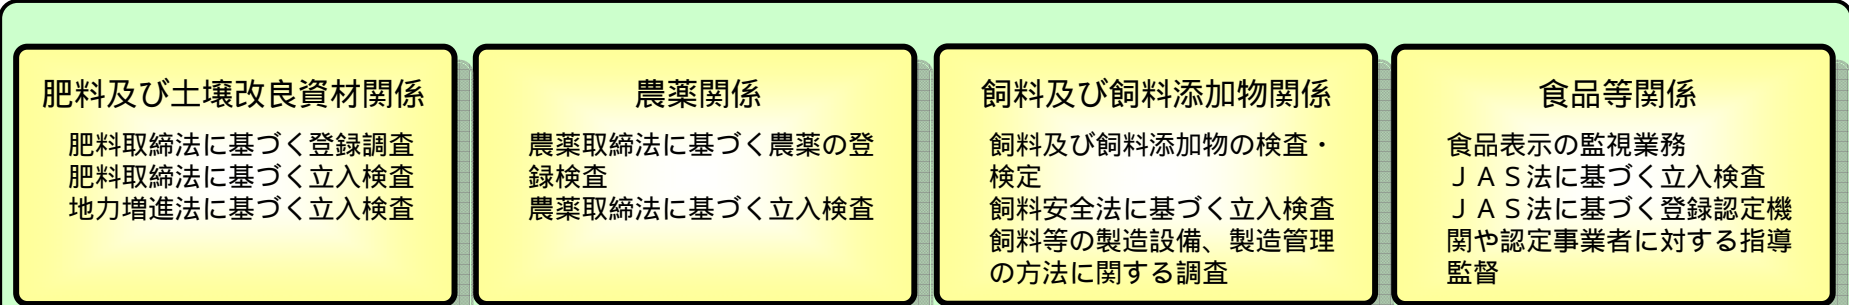 肥料及び土壌改良資材関係
肥料取締法に基づく登録調査
肥料取締法に基づく立入検査
地力増進法に基づく立入検査
農薬関係
農薬取締法に基づく農薬の登
録検査
農薬取締法に基づく立入検査
飼料及び飼料添加物関係
飼料及び飼料添加物の検査・
検定
飼料安全法に基づく立入検査
飼料等の製造設備、製造管理
の方法に関する調査
食品等関係
食品表示の監視業務
ＪＡＳ法に基づく立入検査
ＪＡＳ法に基づく登録認定機
関や認定事業者に対する指導
監督